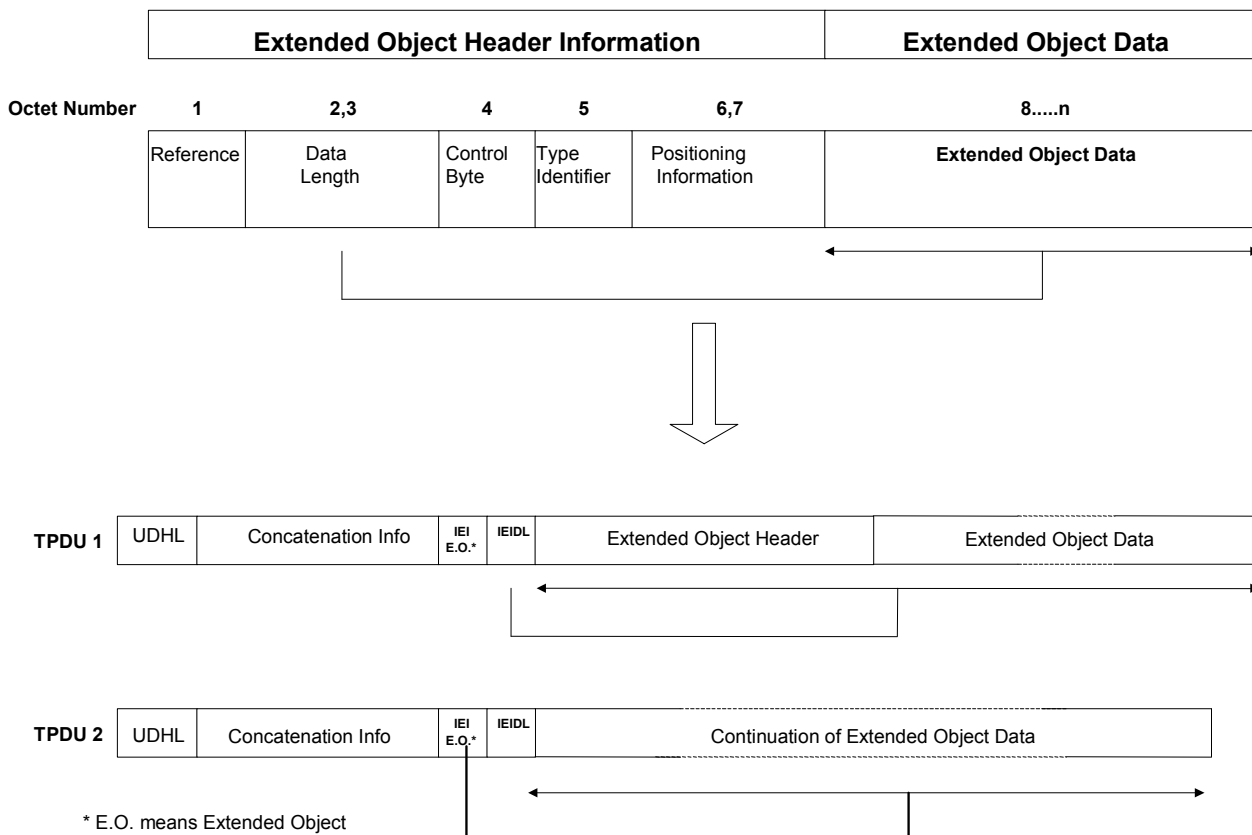 Extended Object Header Information Extended Object Data
Octet Number 1 2,3 4 5 6,7 8.....n
Reference Data Length Control Byte Type Identifier Positioning Information Extended Object Data
TPDU 1 UDHL Concatenation Info IEI E.O.* IEIDL Extended Object Header Extended Object Data
TPDU 2 UDHL Concatenation Info IEI E.O.* IEIDL Continuation of Extended Object Data
* E.O. means Extended Object